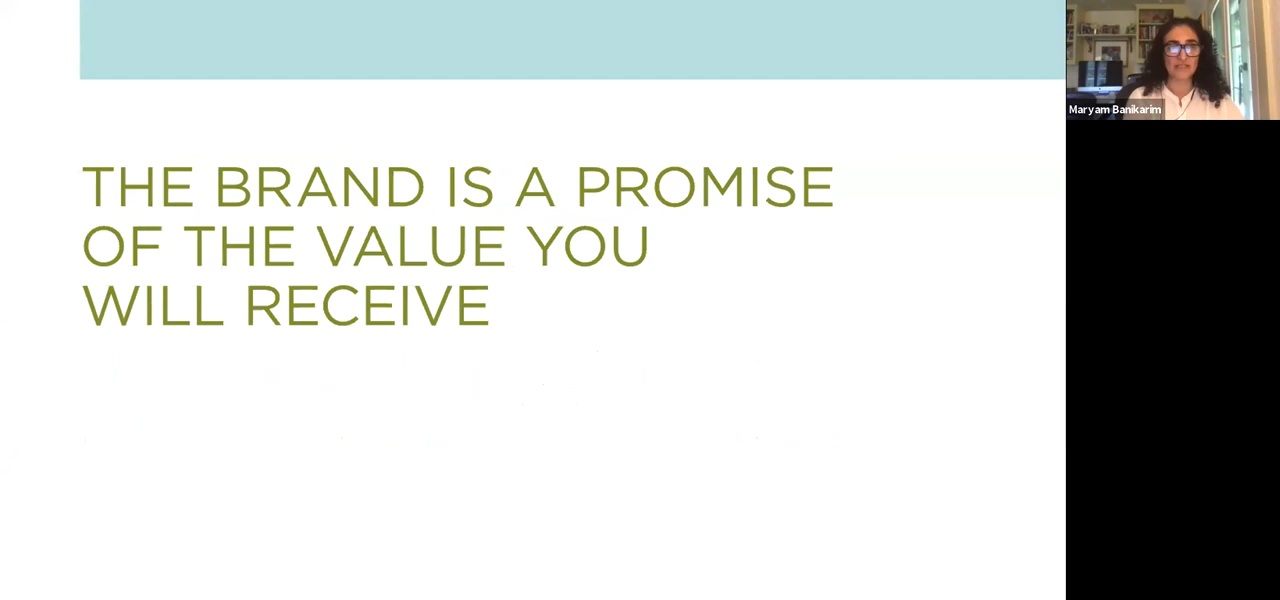 THE BRAND IS A PROMISE
OF THE VALUE YOU
WILL RECEIVE
Maryam Banikarim